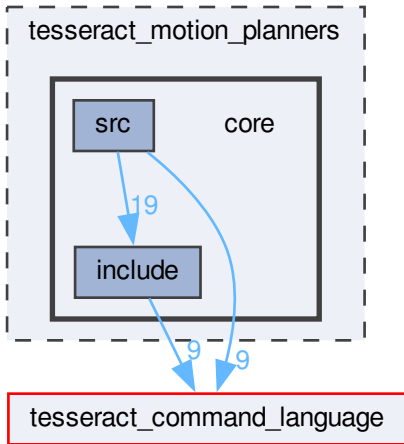 tesseract_motion_planners
src
core
19
include
9
9
tesseract_command_language